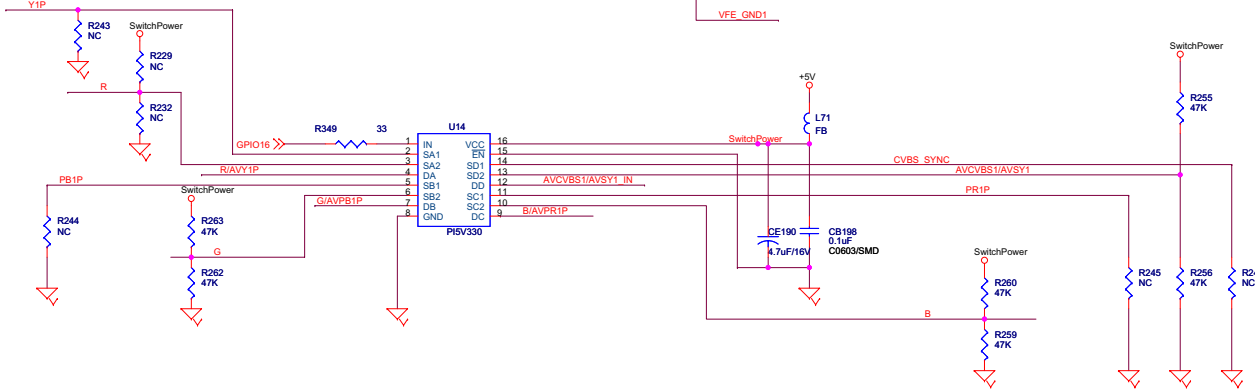 Y1P
VFE_GND1
R243
NC
SwitchPower
R229
NC
R
R232
NC
SwitchPower
R255
47K
+5V
L71
FB
R349 33
GPIO16
U14
1 IN VCC 16
2 SA1 EN 15
3 SA2 SD1 14
4 DA SD2 13
5 SB1 DD 12
6 SB2 SC1 11
7 DB SC2 10
8 GND DC 9
PI5V330
SwitchPower
CVBS_SYNC
R/AVY1P
AVCVBS1/AVSY1
PB1P
AVCVBS1/AVSY1_IN
PR1P
SwitchPower
G/AVPB1P
B/AVPR1P
R244
NC
R263
47K
G
R262
47K
CE190
4.7uF/16V
CB198
0.1uF
C0603/SMD
SwitchPower
R260
47K
B
R259
47K
R245
NC
R256
47K
NC